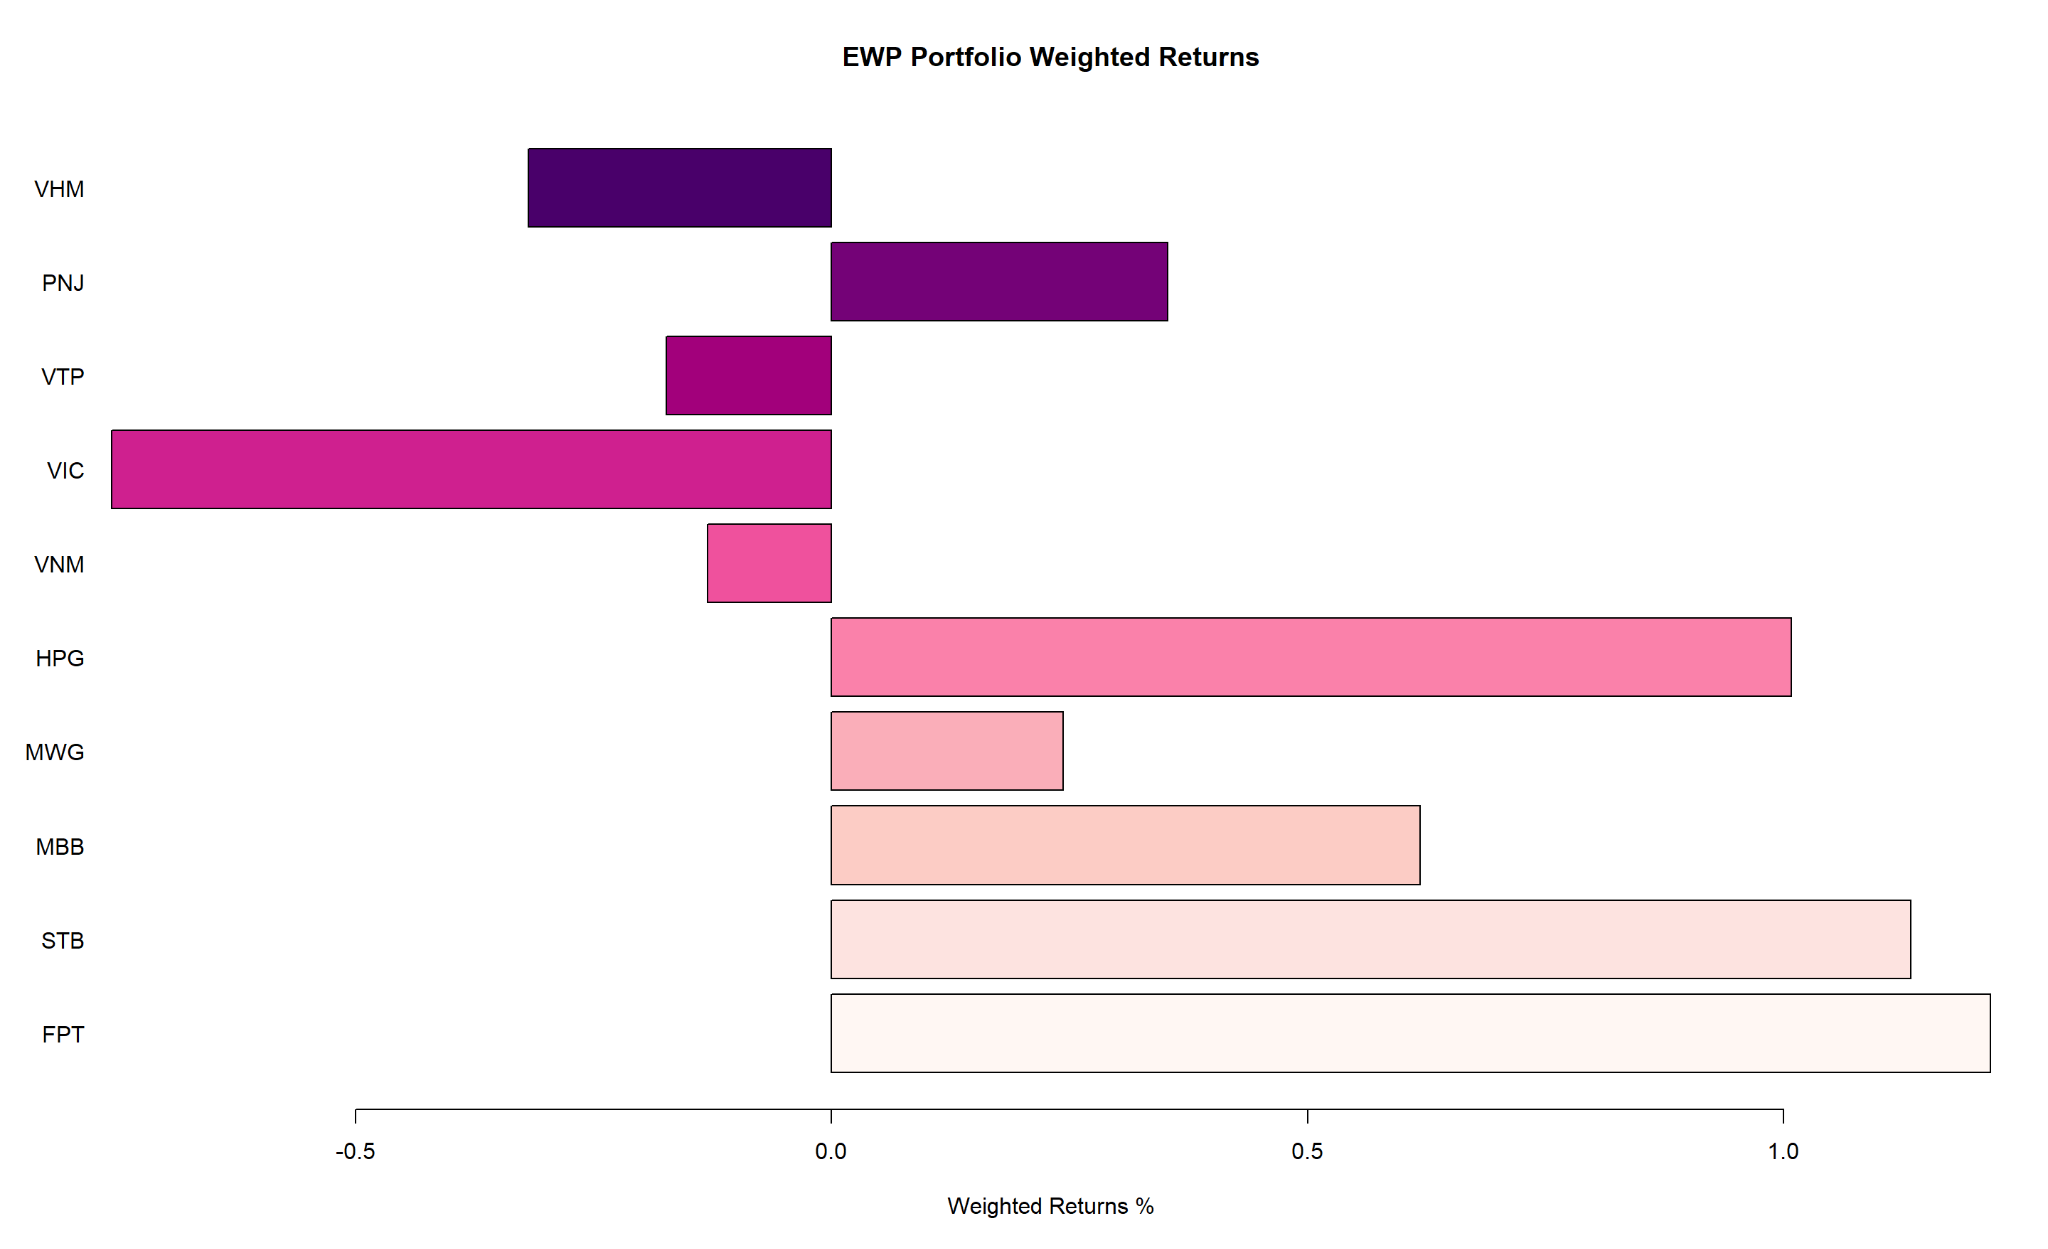 EWP Portfolio Weighted Returns
VHM
PNJ
VTP
VIC
VNM
HPG
MWG
MBB
STB
FPT
-0.5 0.0 0.5 1.0
Weighted Returns %